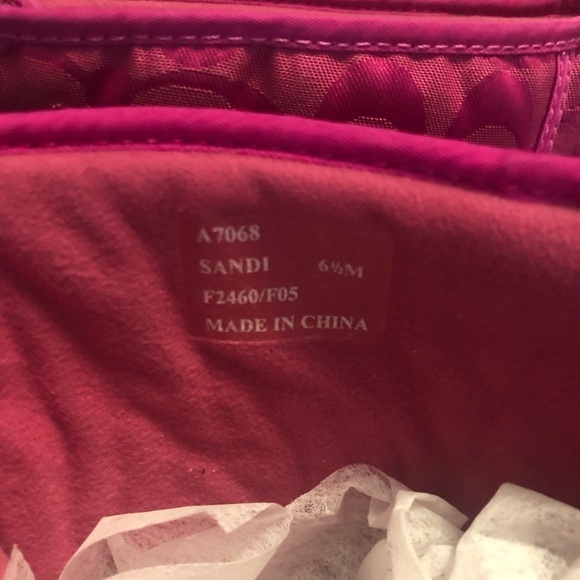 A7068
SANDI 6½M
F2460/F05
MADE IN CHINA